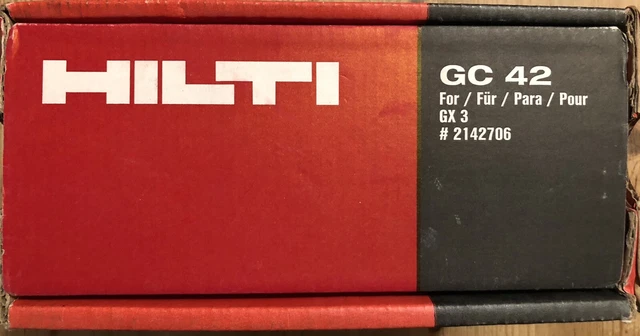 HILTI
GC 42
For / Für / Para / Pour
GX 3
# 2142706